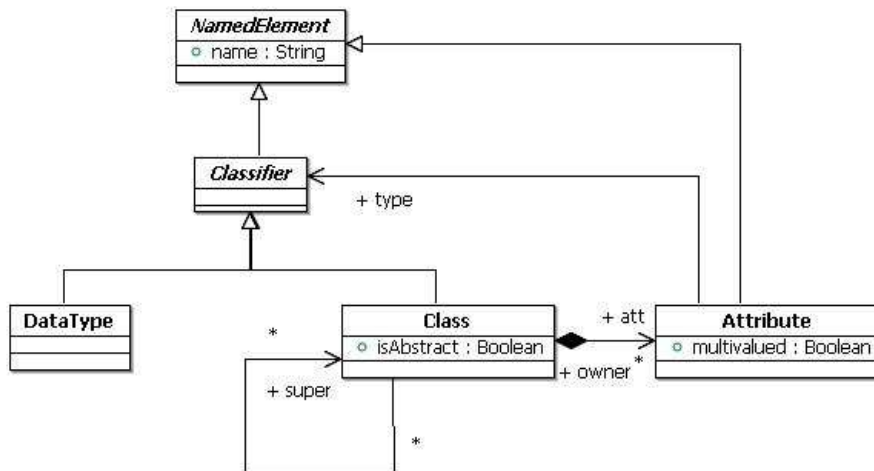 NamedElement
name : String
Classifier
+ type
DataType
Class
isAbstract : Boolean
+ att
*
+ owner
Attribute
multivalued : Boolean
*
+ super
*